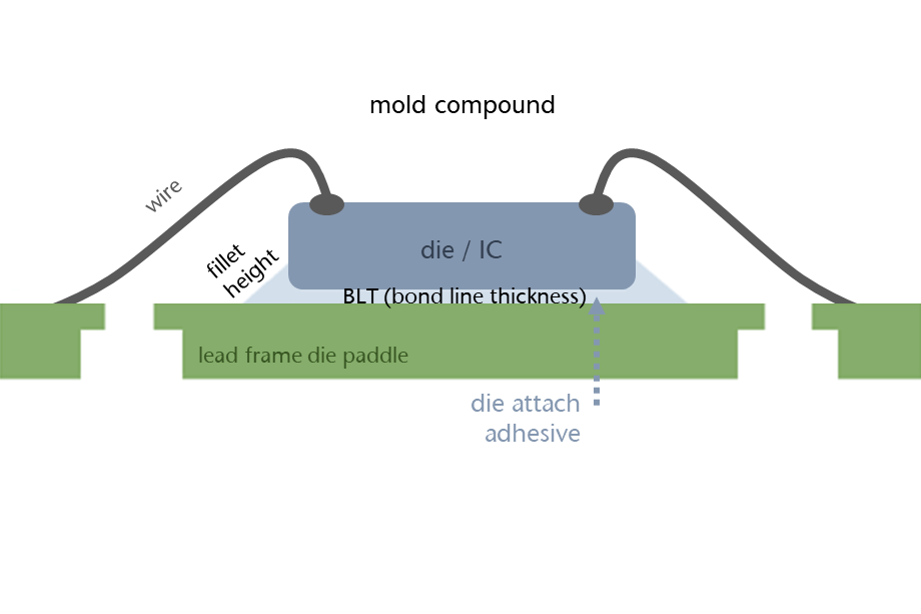 mold compound
wire
fillet
height
die / IC
BLT (bond line thickness)
lead frame die paddle
die attach
adhesive